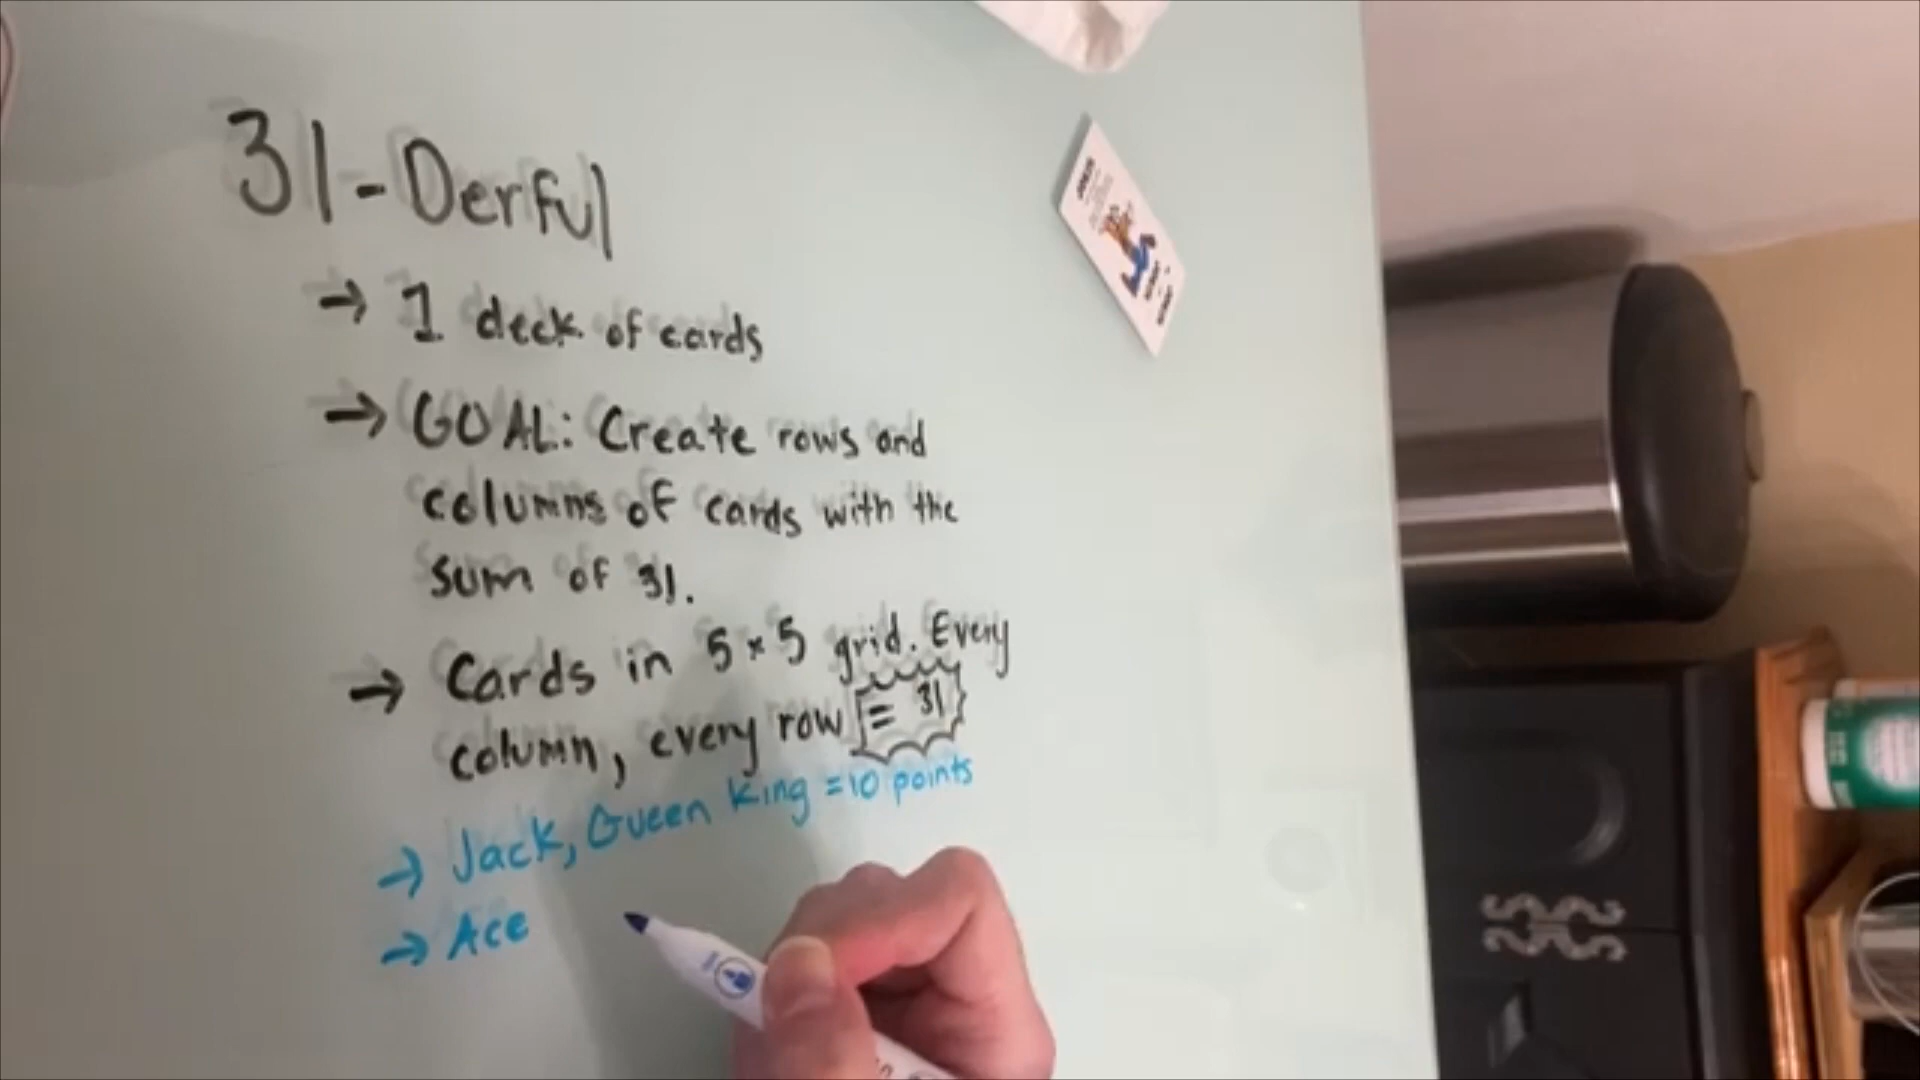 31-Derful
→ 1 deck of cards
→ GOAL: Create rows and
columns of cards with the
sum of 31.
→ Cards in 5 × 5 grid. Every
column, every row = 31
→ Jack, Queen King = 10 points
→ Ace